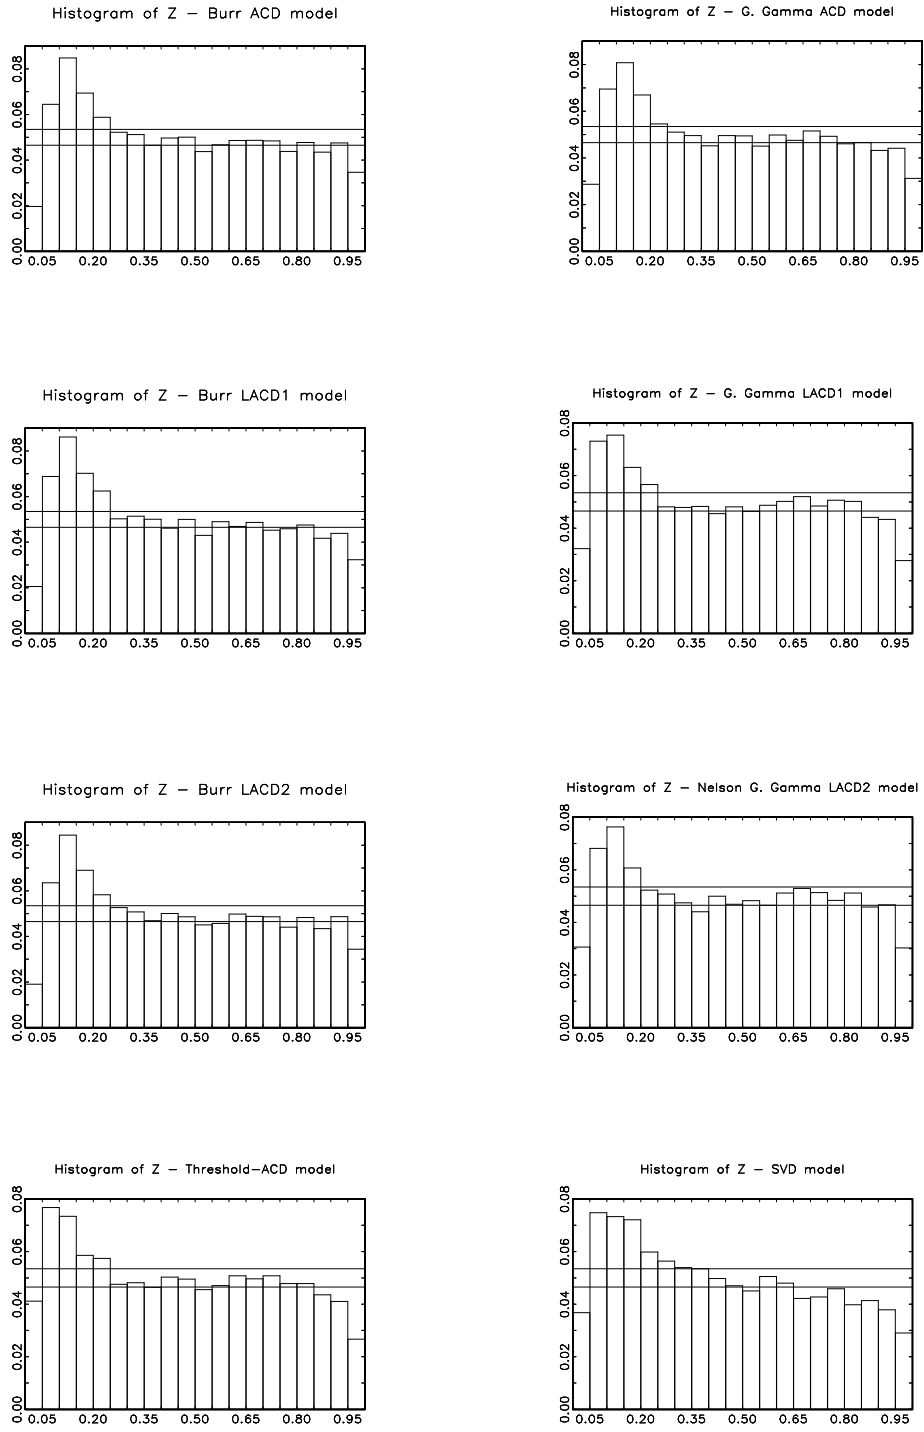 Histogram of Z – Burr ACD model
0.08
0.06
0.04
0.02
0.00
0.05 0.20 0.35 0.50 0.65 0.80 0.95
Histogram of Z – G. Gamma ACD model
0.08
0.06
0.04
0.02
0.00
0.05 0.20 0.35 0.50 0.65 0.80 0.95
Histogram of Z – Burr LACD1 model
0.08
0.06
0.04
0.02
0.00
0.05 0.20 0.35 0.50 0.65 0.80 0.95
Histogram of Z – G. Gamma LACD1 model
0.08
0.06
0.04
0.02
0.00
0.05 0.20 0.35 0.50 0.65 0.80 0.95
Histogram of Z – Burr LACD2 model
0.08
0.06
0.04
0.02
0.00
0.05 0.20 0.35 0.50 0.65 0.80 0.95
Histogram of Z – Nelson G. Gamma LACD2 model
0.08
0.06
0.04
0.02
0.00
0.05 0.20 0.35 0.50 0.65 0.80 0.95
Histogram of Z – Threshold–ACD model
0.08
0.06
0.04
0.02
0.00
0.05 0.20 0.35 0.50 0.65 0.80 0.95
Histogram of Z – SVD model
0.08
0.06
0.04
0.02
0.00
0.05 0.20 0.35 0.50 0.65 0.80 0.95